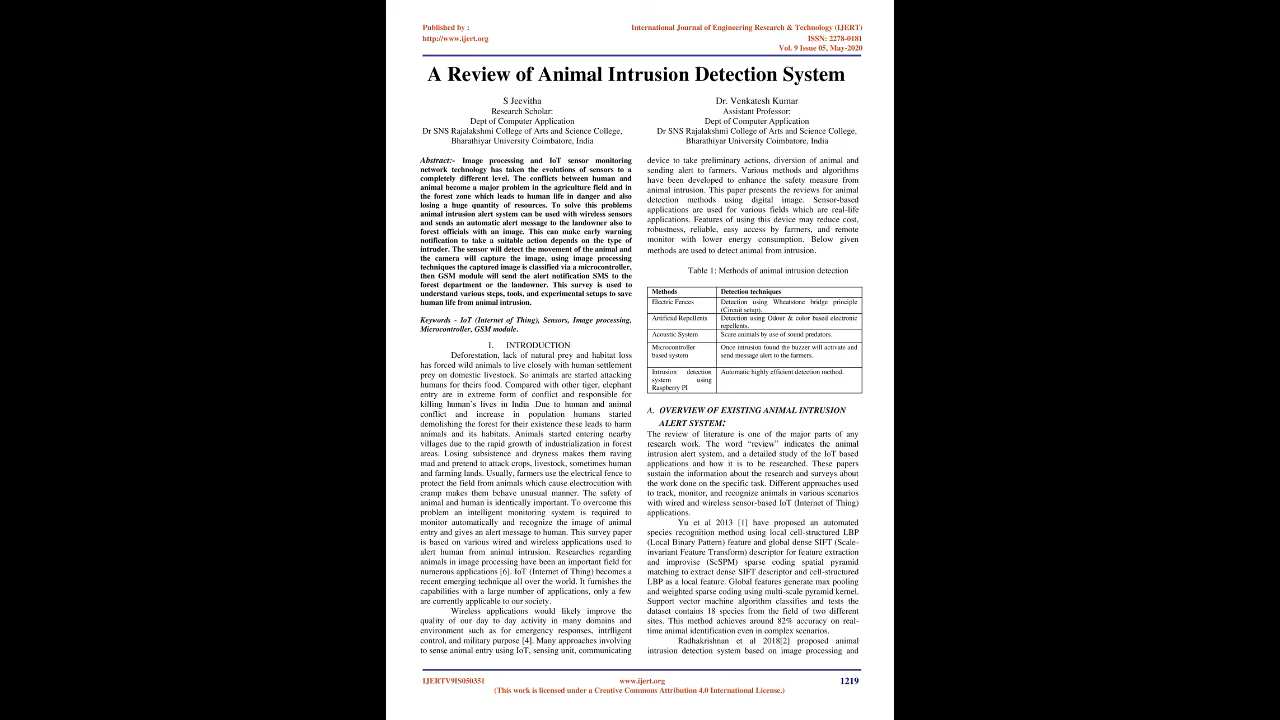 Published by :
http://www.ijert.org
International Journal of Engineering Research & Technology (IJERT)
ISSN: 2278-0181
Vol. 9 Issue 05, May-2020
A Review of Animal Intrusion Detection System
S Jeevitha
Research Scholar:
Dept of Computer Application
Dr SNS Rajalakshmi College of Arts and Science College,
Bharathiyar University Coimbatore, India
Dr. Venkatesh Kumar
Assistant Professor:
Dept of Computer Application
Dr SNS Rajalakshmi College of Arts and Science College,
Bharathiyar University Coimbatore, India
Abstract:- Image processing and IoT sensor monitoring
network technology has taken the evolutions of sensors to a
completely different level. The conflicts between human and
animal become a major problem in the agriculture field and in
the forest zone which leads to human life in danger and also
losing a huge quantity of resources. To solve this problems
animal intrusion alert system can be used with wireless sensors
and sends an automatic alert message to the landowner also to
forest officials with an image. This can make early warning
notification to take a suitable action depends on the type of
intruder. The sensor will detect the movement of the animal and
the camera will capture the image, using image processing
techniques the captured image is classified via a microcontroller,
then GSM module will send the alert notification SMS to the
forest department or the landowner. This survey is used to
understand various steps, tools, and experimental setups to save
human life from animal intrusion.
Keywords - IoT (Internet of Thing), Sensors, Image processing,
Microcontroller, GSM module.
I. INTRODUCTION
Deforestation, lack of natural prey and habitat loss
has forced wild animals to live closely with human settlement
prey on domestic livestock. So animals are started attacking
humans for theirs food. Compared with other tiger, elephant
entry are in extreme form of conflict and responsible for
killing human's lives in India .Due to human and animal
conflict and increase in population humans started
demolishing the forest for their existence these leads to harm
animals and its habitats. Animals started entering nearby
villages due to the rapid growth of industrialization in forest
areas. Losing subsistence and dryness makes them raving
mad and pretend to attack crops, livestock, sometimes human
and farming lands. Usually, farmers use the electrical fence to
protect the field from animals which cause electrocution with
cramp makes them behave unusual manner. The safety of
animal and human is identically important. To overcome this
problem an intelligent monitoring system is required to
monitor automatically and recognize the image of animal
entry and gives an alert message to human. This survey paper
is based on various wired and wireless applications used to
alert human from animal intrusion. Researches regarding
animals in image processing have been an important field for
numerous applications [6]. IoT (Internet of Thing) becomes a
recent emerging technique all over the world. It furnishes the
capabilities with a large number of applications, only a few
are currently applicable to our society.
Wireless applications would likely improve the
quality of our day to day activity in many domains and
environment such as for emergency responses, intrlligent
control, and military purpose [4]. Many approaches involving
to sense animal entry using IoT, sensing unit, communicating
device to take preliminary actions, diversion of animal and
sending alert to farmers. Various methods and algorithms
have been developed to enhance the safety measure from
animal intrusion. This paper presents the reviews for animal
detection methods using digital image. Sensor-based
applications are used for various fields which are real-life
applications. Features of using this device may reduce cost,
robustness, reliable, easy access by farmers, and remote
monitor with lower energy consumption. Below given
methods are used to detect animal from intrusion.
Table 1: Methods of animal intrusion detection
Methods Detection techniques
Electric Fences Detection using Wheatstone bridge principle
(Circuit setup).
Artificial Repellents Detection using Odour & color based electronic
repellents.
Acoustic System Scare animals by use of sound predators.
Microcontroller Once intrusion found the buzzer will activate and
based system send message alert to the farmers.
Intrusion detection Automatic highly efficient detection method.
system using
Raspberry PI
A. OVERVIEW OF EXISTING ANIMAL INTRUSION
ALERT SYSTEM:
The review of literature is one of the major parts of any
research work. The word “review” indicates the animal
intrusion alert system, and a detailed study of the IoT based
applications and how it is to be researched. These papers
sustain the information about the research and surveys about
the work done on the specific task. Different approaches used
to track, monitor, and recognize animals in various scenarios
with wired and wireless sensor-based IoT (Internet of Thing)
applications.
Yu et al 2013 [1] have proposed an automated
species recognition method using local cell-structured LBP
(Local Binary Pattern) feature and global dense SIFT (Scale-
invariant Feature Transform) descriptor for feature extraction
and improvise (ScSPM) sparse coding spatial pyramid
matching to extract dense SIFT descriptor and cell-structured
LBP as a local feature. Global features generate max pooling
and weighted sparse coding using multi-scale pyramid kernel.
Support vector machine algorithm classifies and tests the
dataset contains 18 species from the field of two different
sites. This method achieves around 82% accuracy on real-
time animal identification even in complex scenarios.
Radhakrishnan et al 2018[2] proposed animal
intrusion detection system based on image processing and
IJERTV9IS050351
www.ijert.org
1219
(This work is licensed under a Creative Commons Attribution 4.0 International License.)